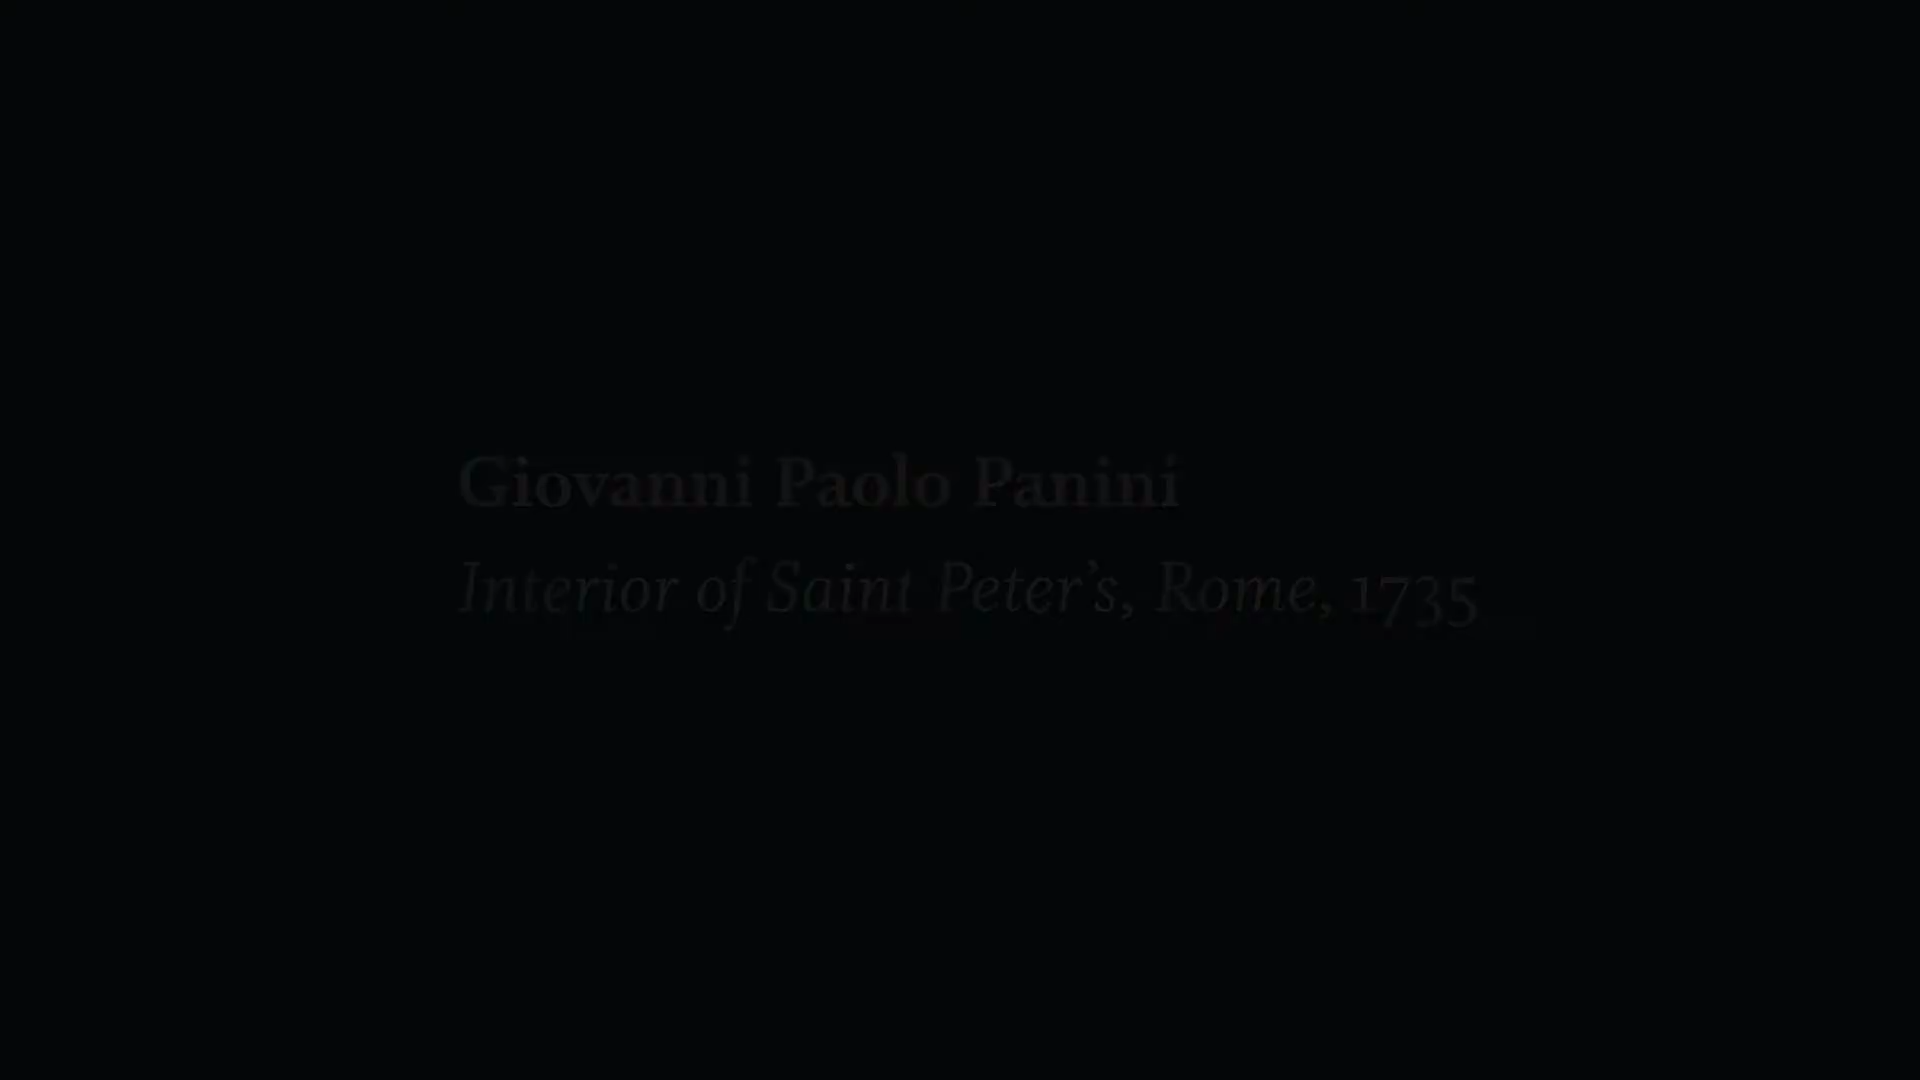 Giovanni Paolo Panini
Interior of Saint Peter’s, Rome, 1735